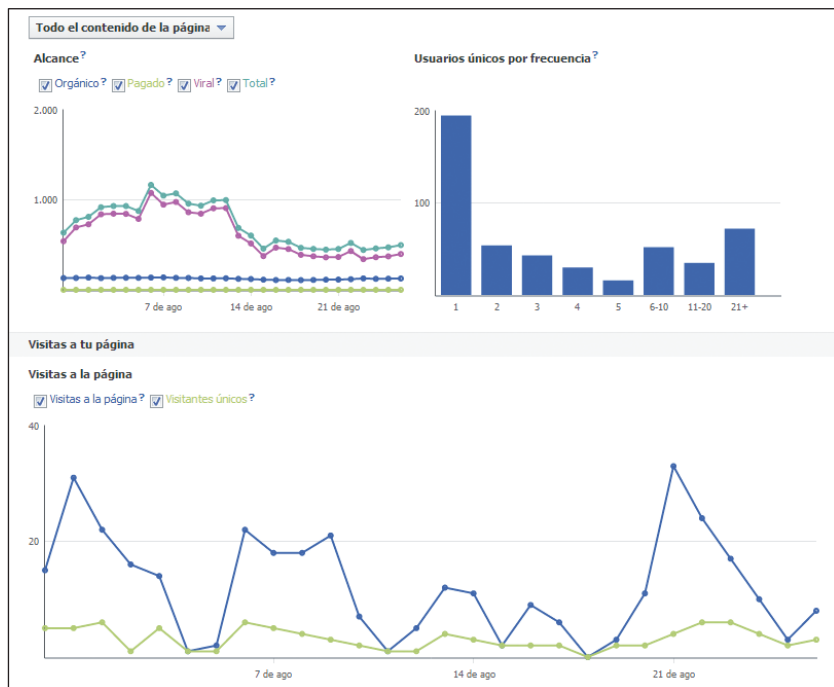 Todo el contenido de la página
Alcance?
Orgánico? Pagado? Viral? Total?
2.000
1.000
7 de ago 14 de ago 21 de ago
Usuarios únicos por frecuencia?
200
100
1 2 3 4 5 6-10 11-20 21+
Visitas a tu página
Visitas a la página
Visitas a la página? Visitantes únicos?
40
20
7 de ago 14 de ago 21 de ago